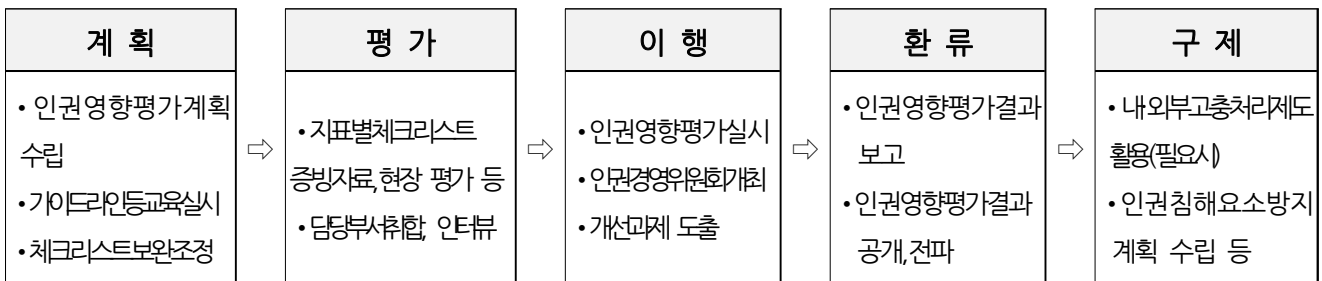 계 획
• 인권영향평가계획
수립
• 가이드라인등교육실시
• 체크리스트보완조정
⇨
평 가
• 지표별체크리스트
증빙자료,현장 평가 등
• 담당부서취합, 인터뷰
⇨
이 행
• 인권영향평가실시
• 인권경영위원회개최
• 개선과제 도출
⇨
환 류
• 인권영향평가결과
보고
• 인권영향평가결과
공개,전파
⇨
구 제
• 내·외부고충처리제도
활용(필요시)
• 인권침해요소방지
계획 수립 등